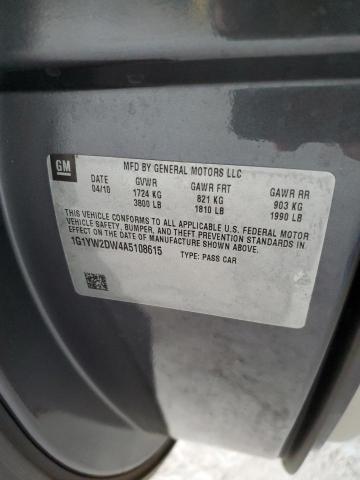 GM
MFD BY GENERAL MOTORS LLC
DATE GVWR GAWR FRT GAWR RR
04/10 1724 KG 821 KG 903 KG
3800 LB 1810 LB 1990 LB
THIS VEHICLE CONFORMS TO ALL APPLICABLE U.S. FEDERAL MOTOR
VEHICLE SAFETY, BUMPER, AND THEFT PREVENTION STANDARDS IN
EFFECT ON THE DATE OF MANUFACTURE SHOWN ABOVE.
1G1YW2DW4A5108615
TYPE: PASS CAR